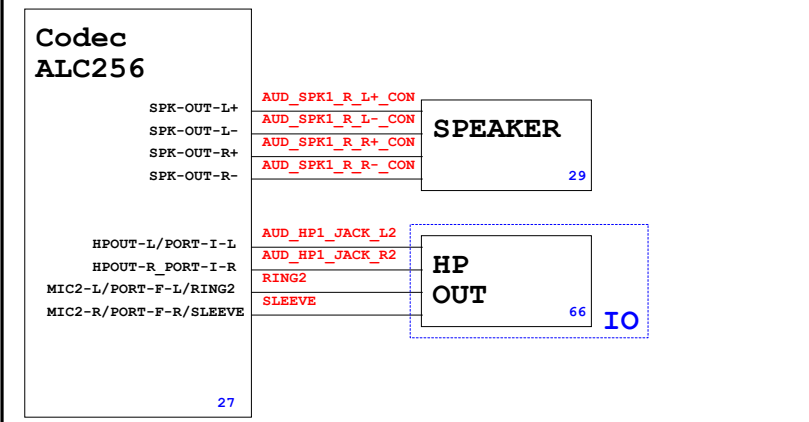 Codec
ALC256
SPK-OUT-L+
AUD_SPK1_R_L+_CON
SPK-OUT-L-
AUD_SPK1_R_L-_CON
SPK-OUT-R+
AUD_SPK1_R_R+_CON
SPK-OUT-R-
AUD_SPK1_R_R-_CON
SPEAKER
29
HPOUT-L/PORT-I-L
AUD_HP1_JACK_L2
HPOUT-R_PORT-I-R
AUD_HP1_JACK_R2
MIC2-L/PORT-F-L/RING2
RING2
MIC2-R/PORT-F-R/SLEEVE
SLEEVE
HP
OUT
66
IO
27